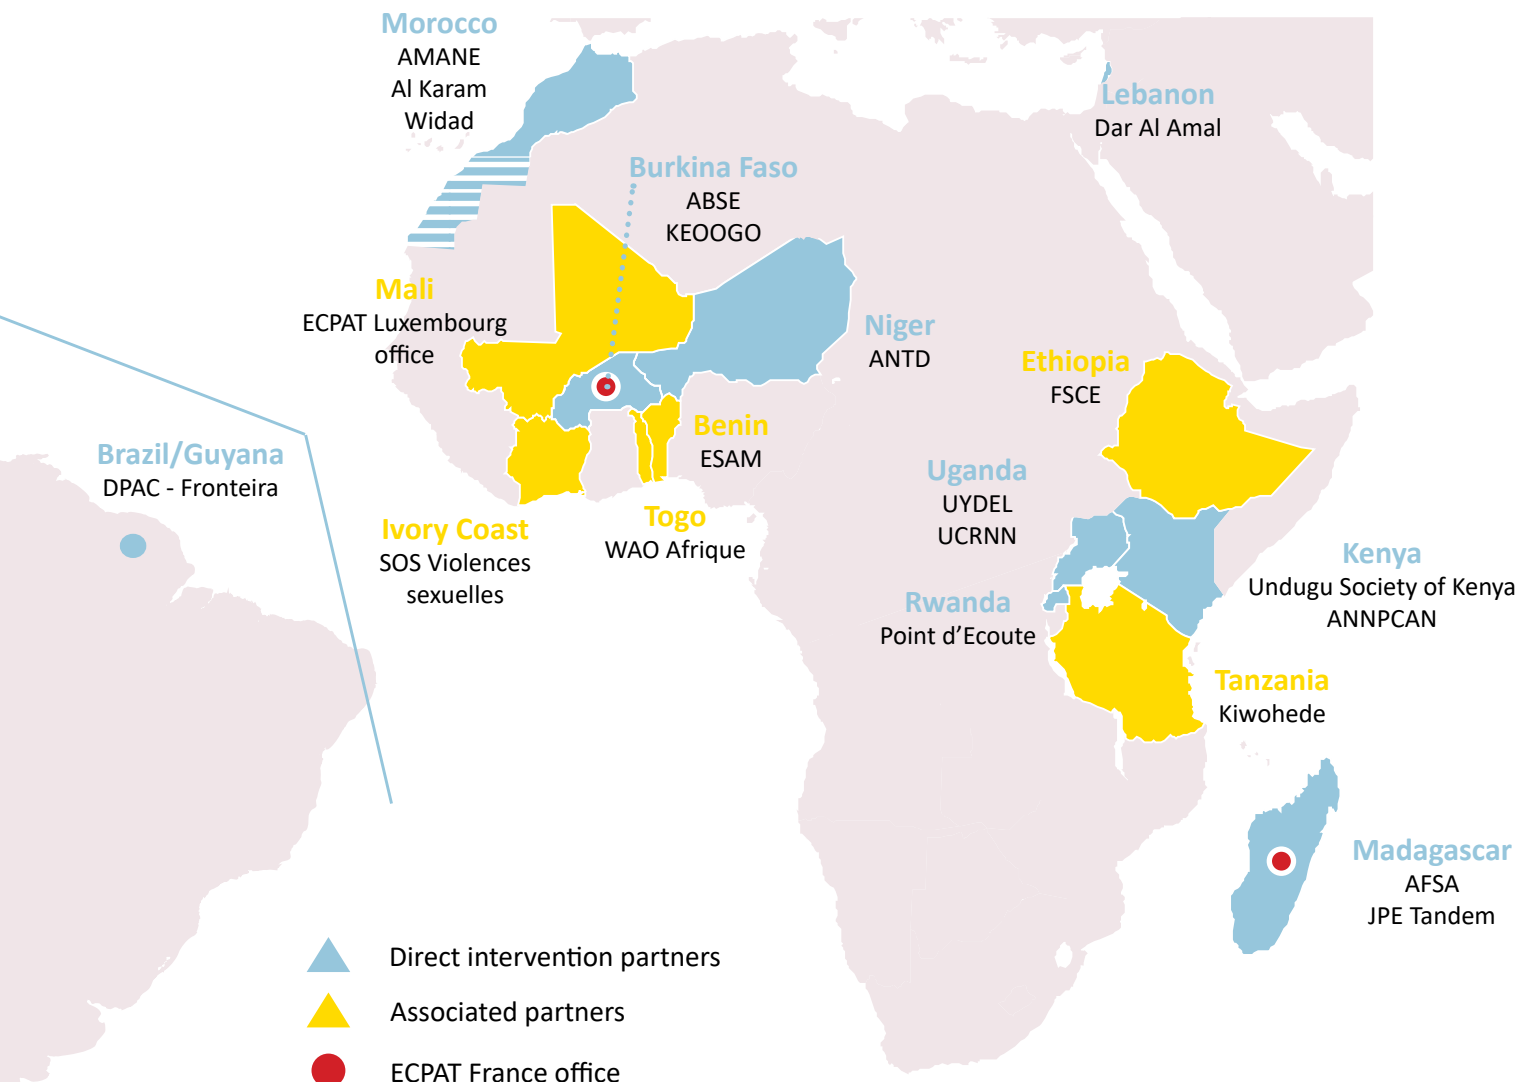 Morocco
AMANE
Al Karam
Widad
Lebanon
Dar Al Amal
Burkina Faso
ABSE
KEOOGO
Mali
ECPAT Luxembourg
office
Niger
ANTD
Ethiopia
FSCE
Benin
ESAM
Brazil/Guyana
DPAC - Fronteira
Uganda
UYDEL
UCRNN
Ivory Coast
SOS Violences
sexuelles
Togo
WAO Afrique
Kenya
Undugu Society of Kenya
ANNPCAN
Rwanda
Point d’Ecoute
Tanzania
Kiwohede
Madagascar
AFSA
JPE Tandem
Direct intervention partners
Associated partners
ECPAT France office